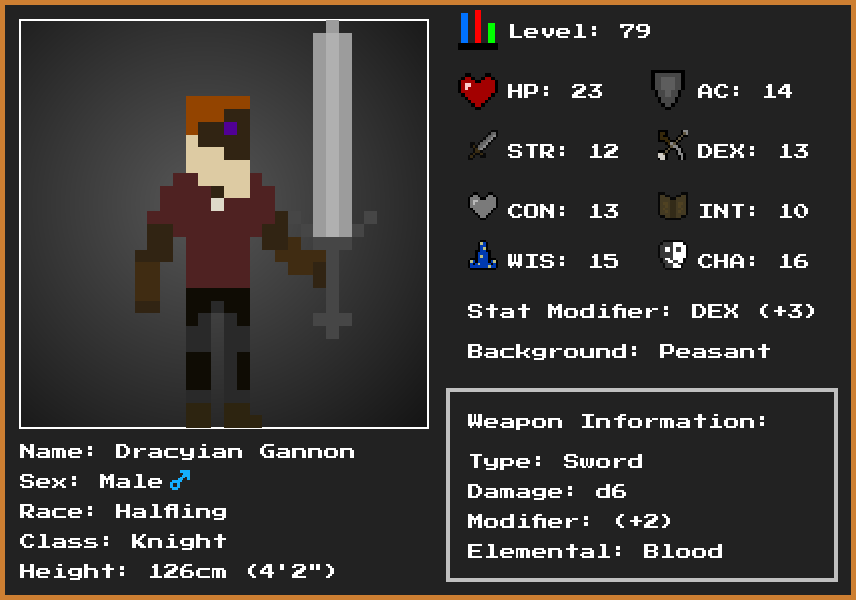 Level: 79
HP: 23
AC: 14
STR: 12
DEX: 13
CON: 13
INT: 10
WIS: 15
CHA: 16
Stat Modifier: DEX (+3)
Background: Peasant
Weapon Information:
Type: Sword
Damage: d6
Modifier: (+2)
Elemental: Blood
Name: Dracyian Gannon
Sex: Male ♂
Race: Halfling
Class: Knight
Height: 126cm (4'2")